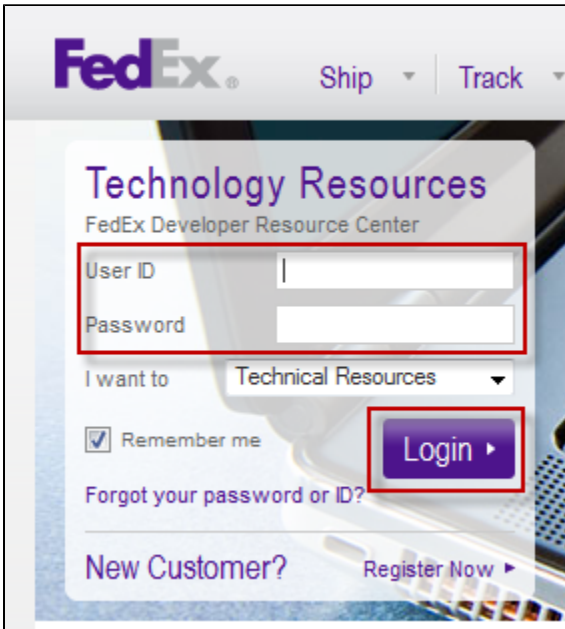 FedEx®
Ship Track
Technology Resources
FedEx Developer Resource Center
User ID
Password
I want to Technical Resources
Remember me
Login
Forgot your password or ID?
New Customer? Register Now